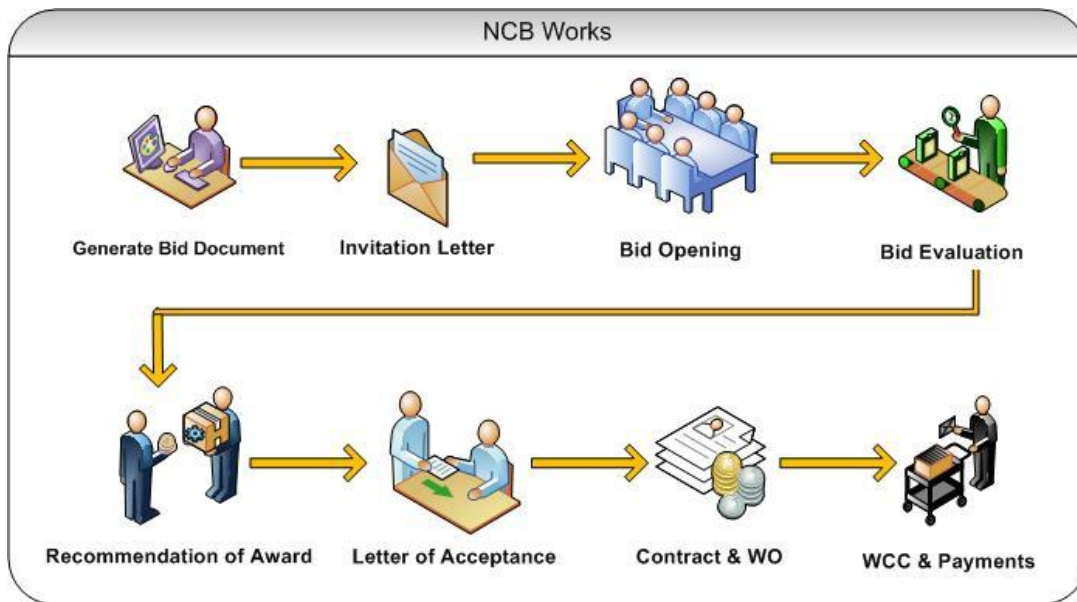 NCB Works
Generate Bid Document
Invitation Letter
Bid Opening
Bid Evaluation
Recommendation of Award
Letter of Acceptance
Contract & WO
WCC & Payments